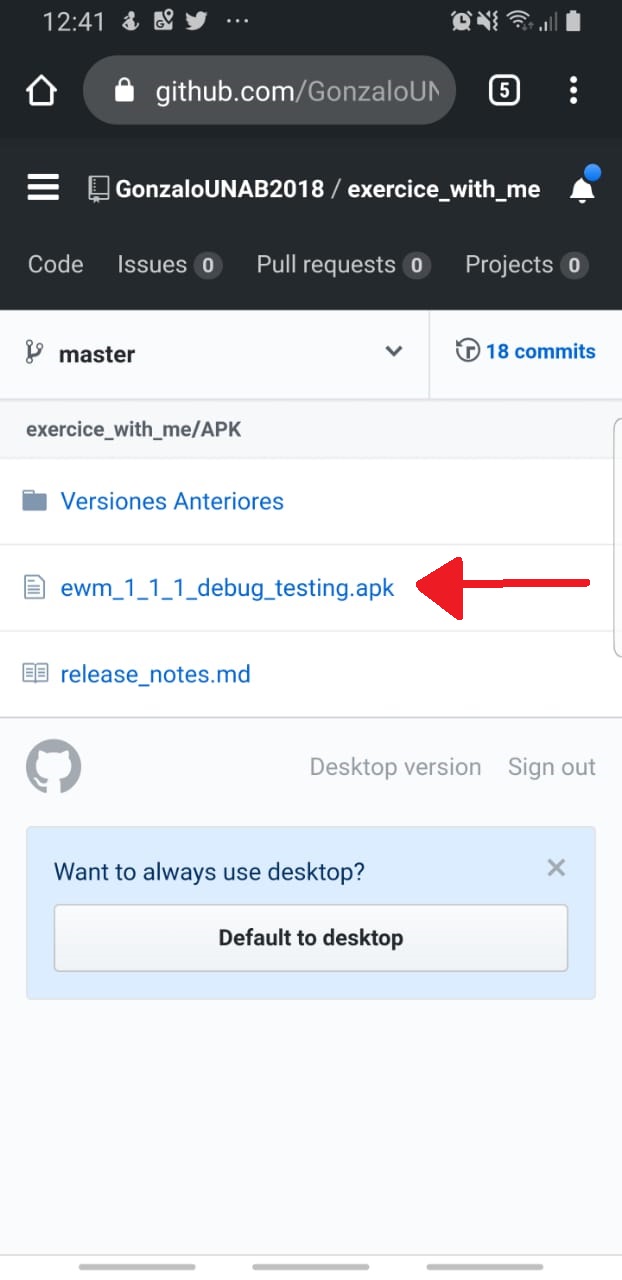 12:41
github.com/GonzaloUN
5
GonzaloUNAB2018 / exercice_with_me
Code Issues 0 Pull requests 0 Projects 0
master
18 commits
exercice_with_me/APK
Versiones Anteriores
ewm_1_1_1_debug_testing.apk
release_notes.md
Desktop version Sign out
Want to always use desktop?
Default to desktop